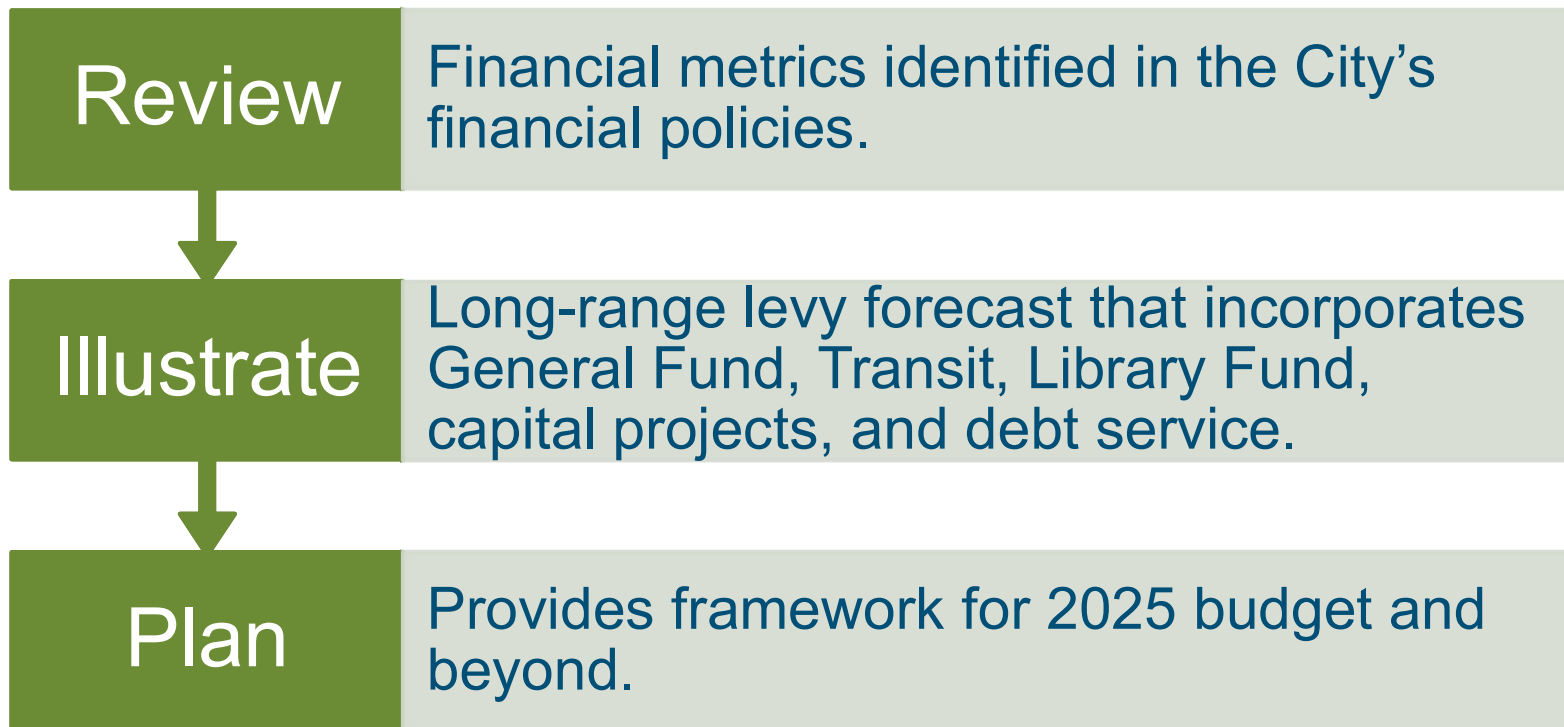 Review
Financial metrics identified in the City’s
financial policies.
Illustrate
Long-range levy forecast that incorporates
General Fund, Transit, Library Fund,
capital projects, and debt service.
Plan
Provides framework for 2025 budget and
beyond.